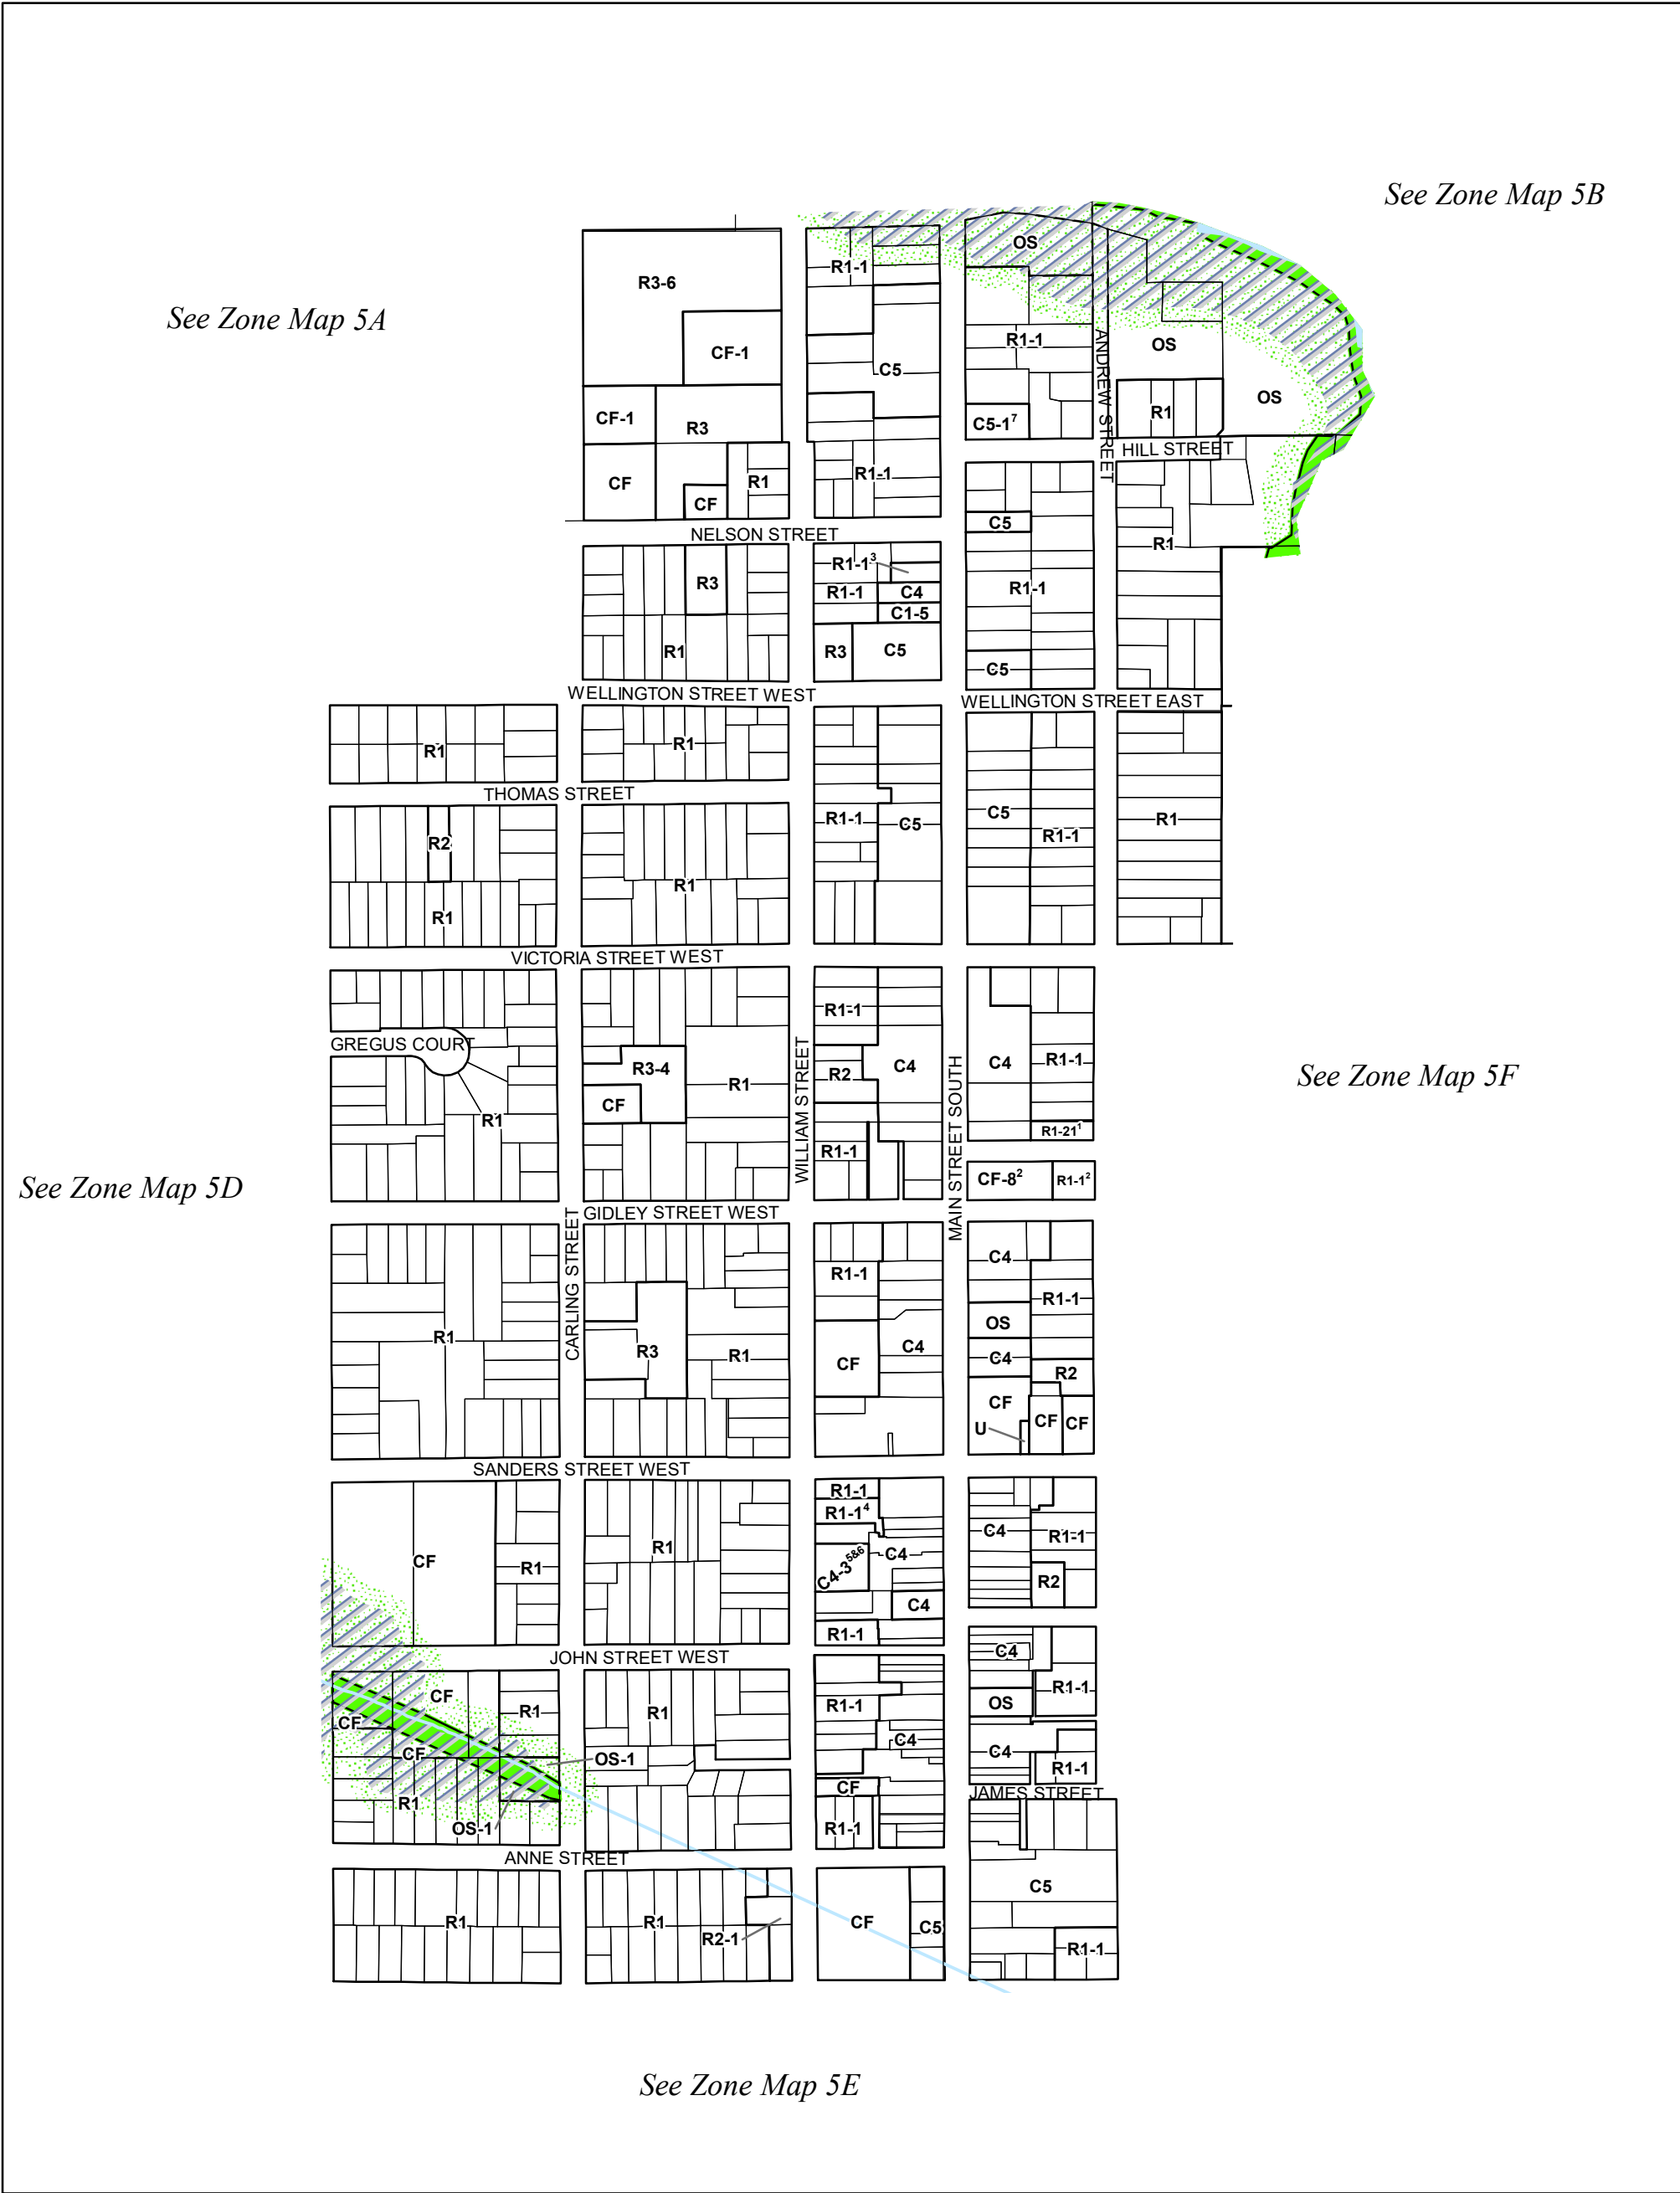 See Zone Map 5B
See Zone Map 5A
OS
R1-1
R3-6
R1-1
ANDREW STREET
OS
CF-1
C5
OS
R1
CF-1
R3
C5-1⁷
HILL STREET
R1-1
R1
CF
CF
C5
NELSON STREET
R1
R1-1³
R3
R1-1
C4
R1-1
C1-5
R1
R3
C5
C5
WELLINGTON STREET WEST
WELLINGTON STREET EAST
R1
R1
THOMAS STREET
R1-1
C5
C5
R1-1
R1
R2
R1
R1
VICTORIA STREET WEST
R1-1
GREGUS COURT
R3-4
R1
R2
C4
C4
R1-1
CF
WILLIAM STREET
MAIN STREET SOUTH
See Zone Map 5F
R1
R1-1
R1-21¹
See Zone Map 5D
CF-8²
R1-1²
CARLING STREET
GIDLEY STREET WEST
C4
R1-1
R1-1
OS
R1
R3
R1
CF
C4
C4
R2
CF
CF
CF
U
SANDERS STREET WEST
R1-1
R1-1⁴
C4
R1-1
CF
R1
R1
C4-3⁵&⁶
C4
R2
C4
R1-1
JOHN STREET WEST
C4
CF
R1
R1
R1-1
R1-1
OS
CF
CF
OS-1
C4
C4
R1-1
CF
JAMES STREET
R1
OS-1
R1-1
ANNE STREET
C5
R1
R1
R2-1
CF
C5
R1-1
See Zone Map 5E